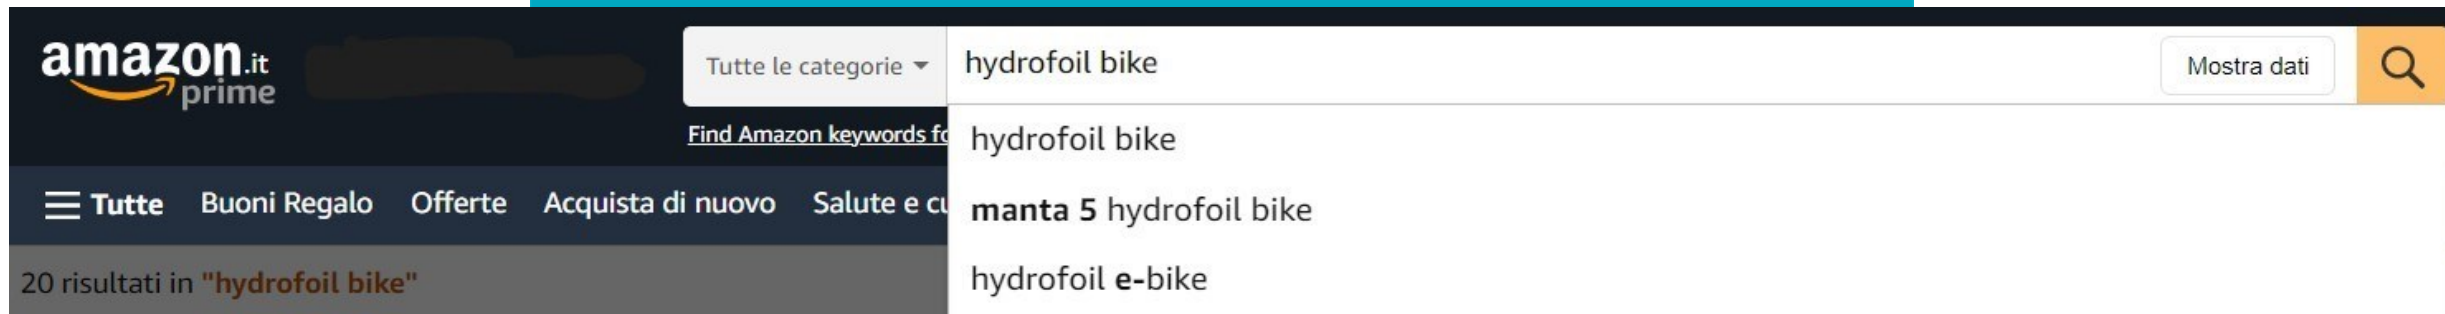 amazon.it
prime
Tutte le categorie
hydrofoil bike
Mostra dati
Find Amazon keywords fo
hydrofoil bike
manta 5 hydrofoil bike
hydrofoil e-bike
Tutte Buoni Regalo Offerte Acquista di nuovo Salute e cu
20 risultati in "hydrofoil bike"